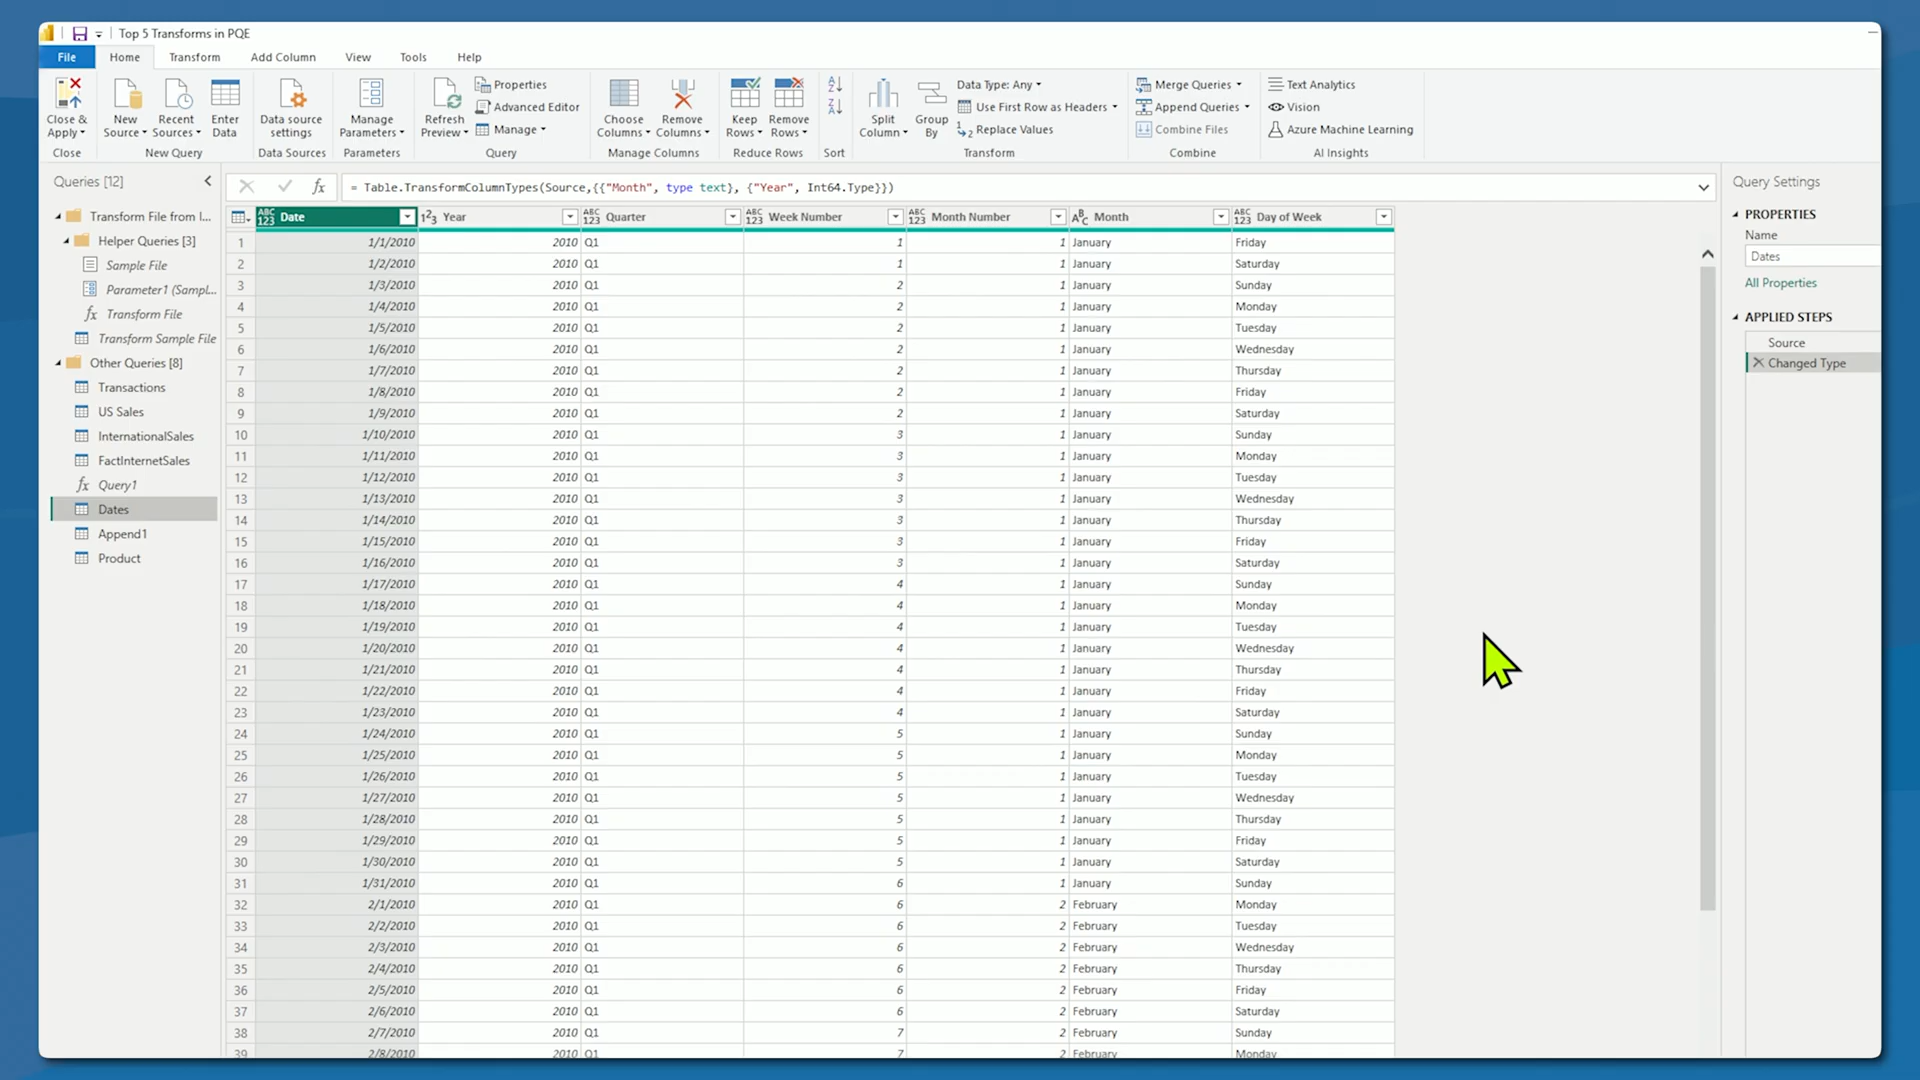 Top 5 Transforms in PQE
File Home Transform Add Column View Tools Help
Close & Apply New Source Recent Sources Enter Data Data source settings Manage Parameters Refresh Preview Properties Advanced Editor Manage Choose Columns Remove Columns Keep Rows Remove Rows Split Column Group By Data Type: Any Use First Row as Headers Replace Values Merge Queries Append Queries Combine Files Text Analytics Vision Azure Machine Learning
Close New Query Data Sources Parameters Query Manage Columns Reduce Rows Sort Transform Combine AI Insights
Queries [12]
Transform File from I...
Helper Queries [3]
Sample File
Parameter1 (Sampl...
Transform File
Transform Sample File
Other Queries [8]
Transactions
US Sales
InternationalSales
FactInternetSales
Query1
Dates
Append1
Product
= Table.TransformColumnTypes(Source,{{"Month", type text}, {"Year", Int64.Type}})
Date Year Quarter Week Number Month Number Month Day of Week
1 1/1/2010 2010 Q1 1 1 January Friday
2 1/2/2010 2010 Q1 1 1 January Saturday
3 1/3/2010 2010 Q1 2 1 January Sunday
4 1/4/2010 2010 Q1 2 1 January Monday
5 1/5/2010 2010 Q1 2 1 January Tuesday
6 1/6/2010 2010 Q1 2 1 January Wednesday
7 1/7/2010 2010 Q1 2 1 January Thursday
8 1/8/2010 2010 Q1 2 1 January Friday
9 1/9/2010 2010 Q1 2 1 January Saturday
10 1/10/2010 2010 Q1 3 1 January Sunday
11 1/11/2010 2010 Q1 3 1 January Monday
12 1/12/2010 2010 Q1 3 1 January Tuesday
13 1/13/2010 2010 Q1 3 1 January Wednesday
14 1/14/2010 2010 Q1 3 1 January Thursday
15 1/15/2010 2010 Q1 3 1 January Friday
16 1/16/2010 2010 Q1 3 1 January Saturday
17 1/17/2010 2010 Q1 4 1 January Sunday
18 1/18/2010 2010 Q1 4 1 January Monday
19 1/19/2010 2010 Q1 4 1 January Tuesday
20 1/20/2010 2010 Q1 4 1 January Wednesday
21 1/21/2010 2010 Q1 4 1 January Thursday
22 1/22/2010 2010 Q1 4 1 January Friday
23 1/23/2010 2010 Q1 4 1 January Saturday
24 1/24/2010 2010 Q1 5 1 January Sunday
25 1/25/2010 2010 Q1 5 1 January Monday
26 1/26/2010 2010 Q1 5 1 January Tuesday
27 1/27/2010 2010 Q1 5 1 January Wednesday
28 1/28/2010 2010 Q1 5 1 January Thursday
29 1/29/2010 2010 Q1 5 1 January Friday
30 1/30/2010 2010 Q1 5 1 January Saturday
31 1/31/2010 2010 Q1 6 1 January Sunday
32 2/1/2010 2010 Q1 6 2 February Monday
33 2/2/2010 2010 Q1 6 2 February Tuesday
34 2/3/2010 2010 Q1 6 2 February Wednesday
35 2/4/2010 2010 Q1 6 2 February Thursday
36 2/5/2010 2010 Q1 6 2 February Friday
37 2/6/2010 2010 Q1 6 2 February Saturday
38 2/7/2010 2010 Q1 7 2 February Sunday
39 2/8/2010 2010 Q1 7 2 February Monday
Query Settings
PROPERTIES
Name
Dates
All Properties
APPLIED STEPS
Source
Changed Type